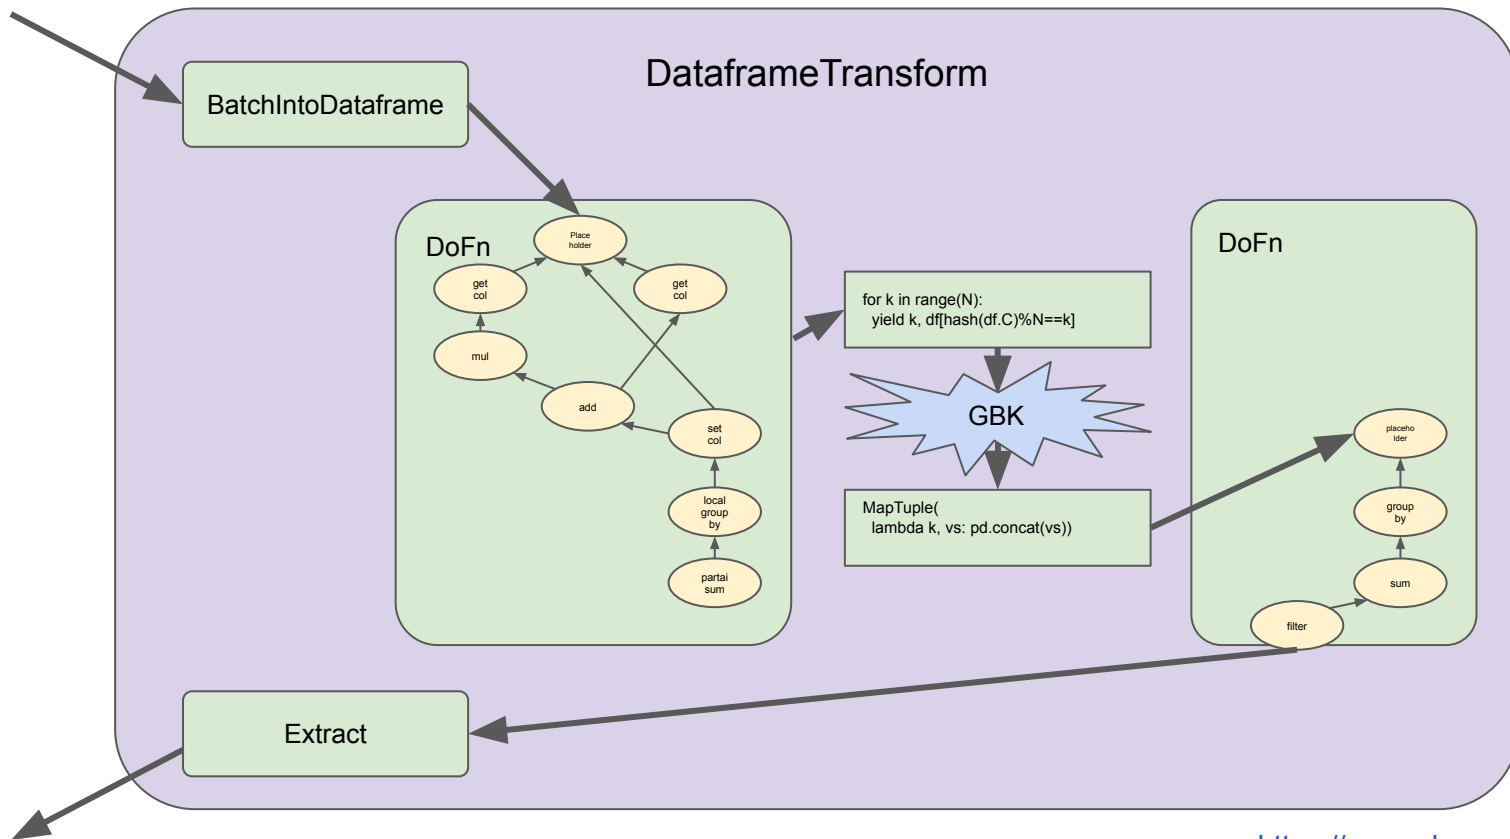 DataframeTransform
BatchIntoDataframe
DoFn
Place
holder
get
col
get
col
mul
add
set
col
local
group
by
partai
sum
for k in range(N):
yield k, df[hash(df.C)%N==k]
GBK
MapTuple(
lambda k, vs: pd.concat(vs))
DoFn
placeho
lder
group
by
sum
filter
Extract